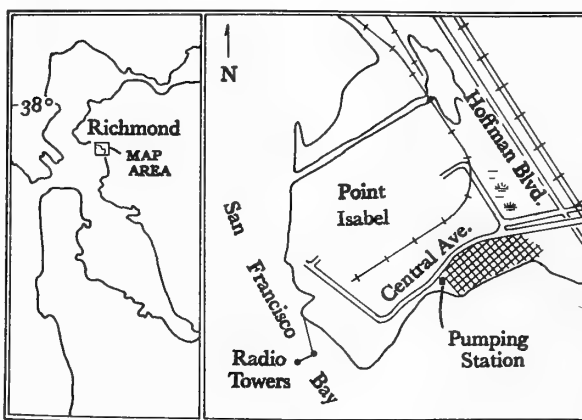 38°
Richmond
MAP
AREA
N
Hoffman Blvd.
Point
Isabel
San Francisco Bay
Central Ave.
Pumping
Station
Radio
Towers